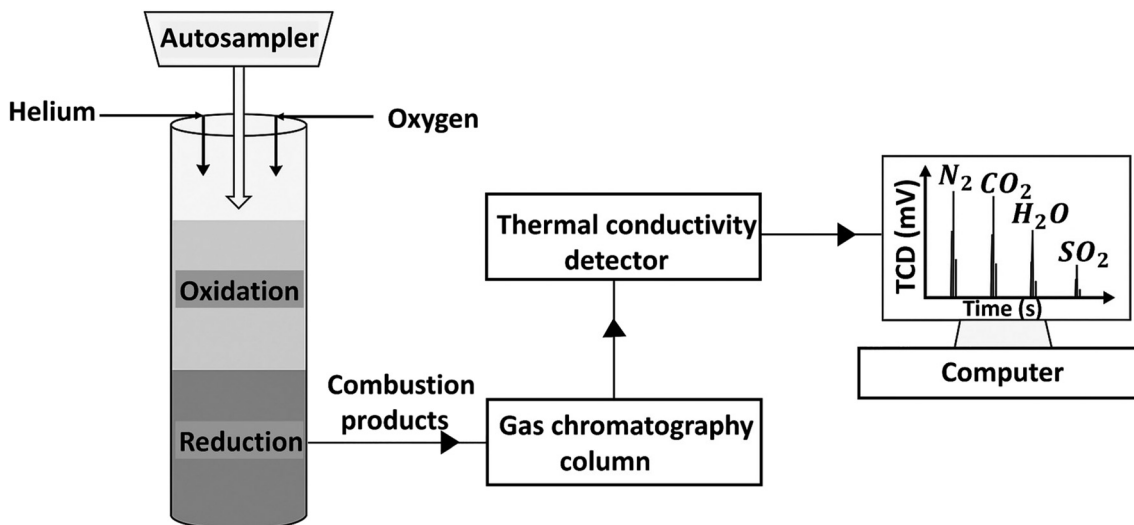 Autosampler
Helium
Oxygen
Oxidation
Reduction
Combustion
products
Gas chromatography
column
Thermal conductivity
detector
TCD (mV)
N₂
CO₂
H₂O
SO₂
Time (s)
Computer